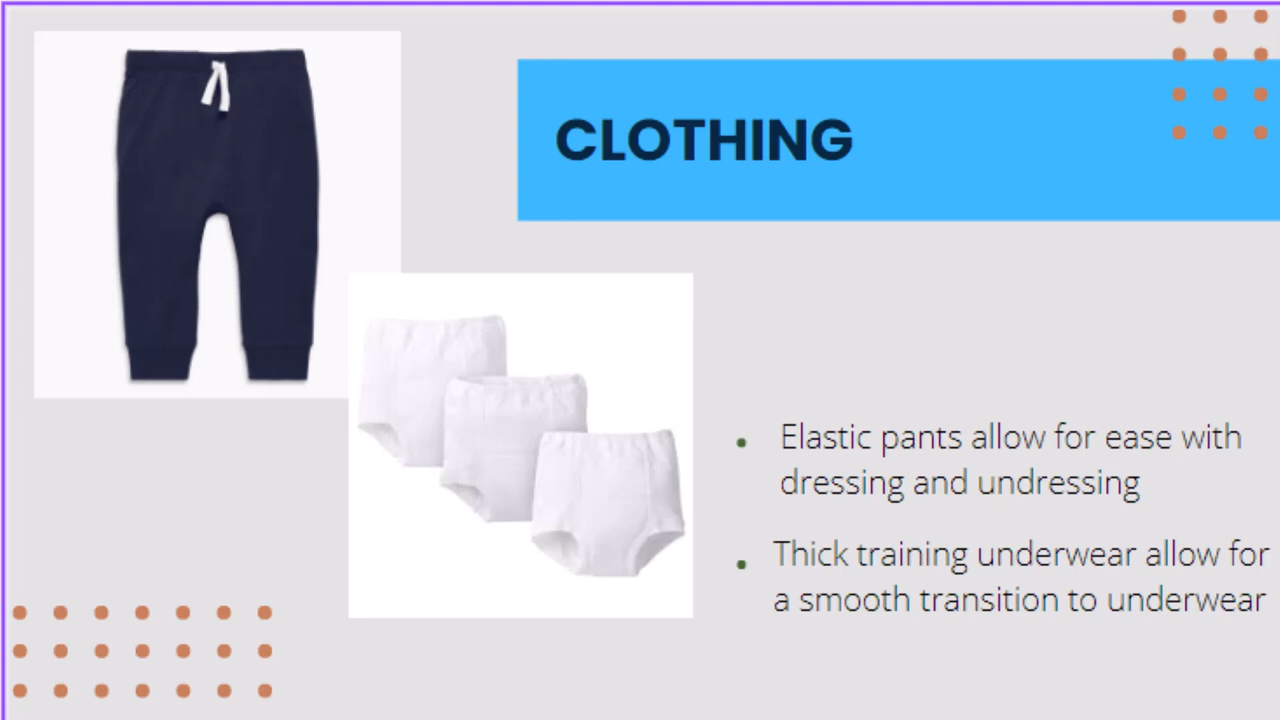 CLOTHING
Elastic pants allow for ease with
dressing and undressing
Thick training underwear allow for
a smooth transition to underwear